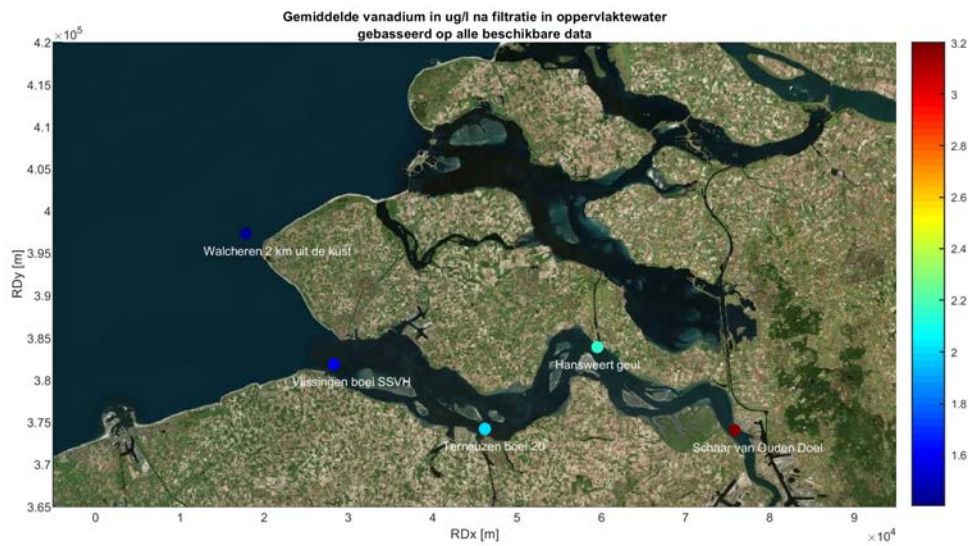 Gemiddelde vanadium in ug/l na filtratie in oppervlaktewater
gebasseerd op alle beschikbare data
×10⁵
4.2
4.15
4.1
4.05
4
3.95
3.9
3.85
3.8
3.75
3.7
3.65
RDy [m]
Walcheren 2 km uit de kust
Vlissingen boei SSVH
Hansweert geul
Terneuzen boei 20
Schaar van Ouden Doel
0 1 2 3 4 5 6 7 8 9
×10⁴
RDx [m]
3.2
3
2.8
2.6
2.4
2.2
2
1.8
1.6